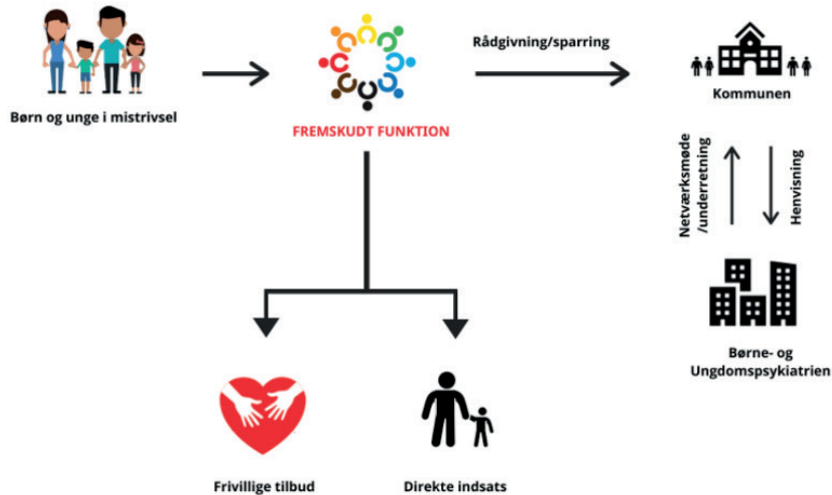 Børn og unge i mistrivsel
FREMSKUDT FUNKTION
Rådgivning/sparring
Kommunen
Netværksmøde
/underretning
Henvisning
Børne- og
Ungdomspsykiatrien
Frivillige tilbud
Direkte indsats